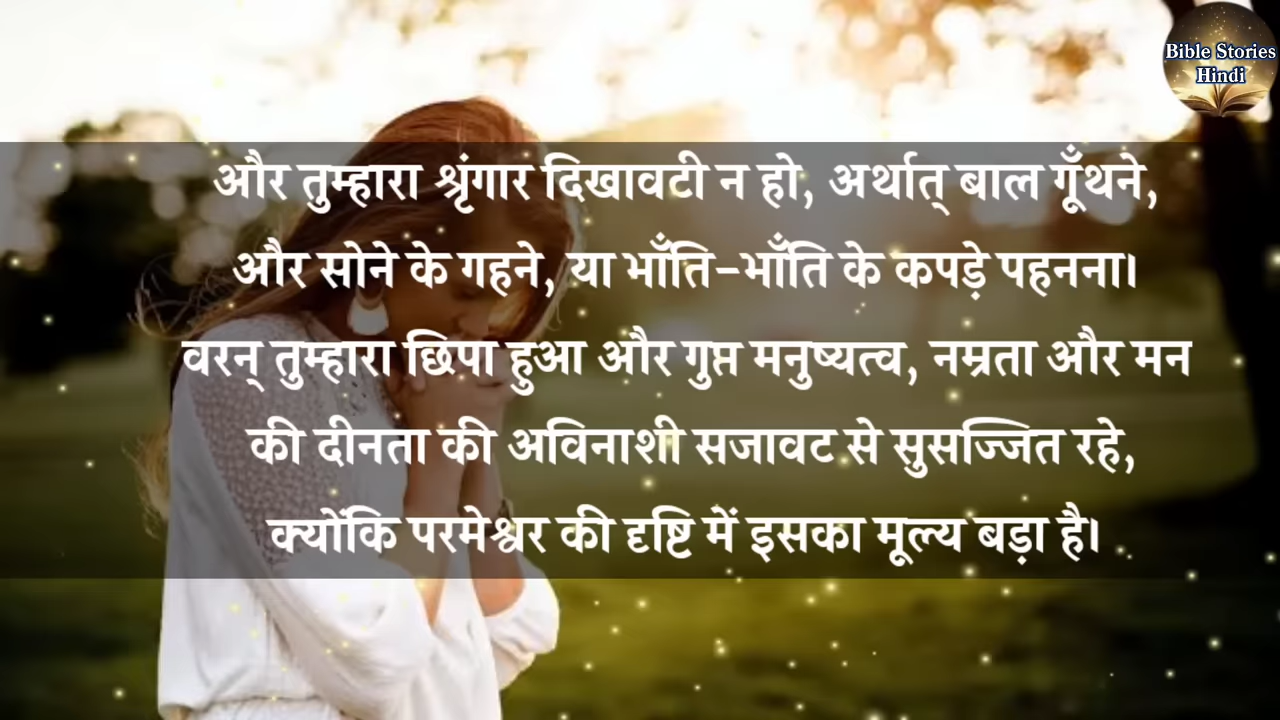 Bible Stories
Hindi
और तुम्हारा श्रृंगार दिखावटी न हो, अर्थात् बाल गूँथने,
और सोने के गहने, या भाँति-भाँति के कपड़े पहनना।
वरन् तुम्हारा छिपा हुआ और गुप्त मनुष्यत्व, नम्रता और मन
की दीनता की अविनाशी सजावट से सुसज्जित रहे,
क्योंकि परमेश्वर की दृष्टि में इसका मूल्य बड़ा है।